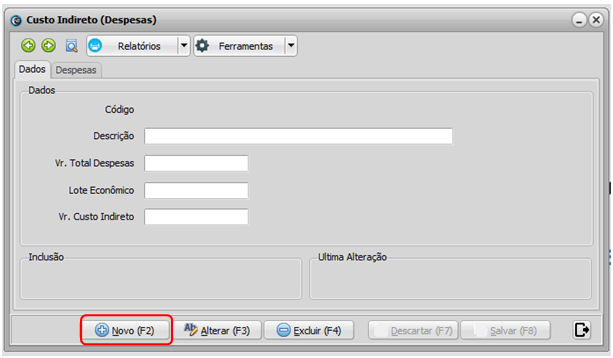 Custo Indireto (Despesas)
Relatórios Ferramentas
Dados Despesas
Dados
Código
Descrição
Vr. Total Despesas
Lote Econômico
Vr. Custo Indireto
Inclusão Ultima Alteração
Novo (F2) Alterar (F3) Excluir (F4) Descartar (F7) Salvar (F8)